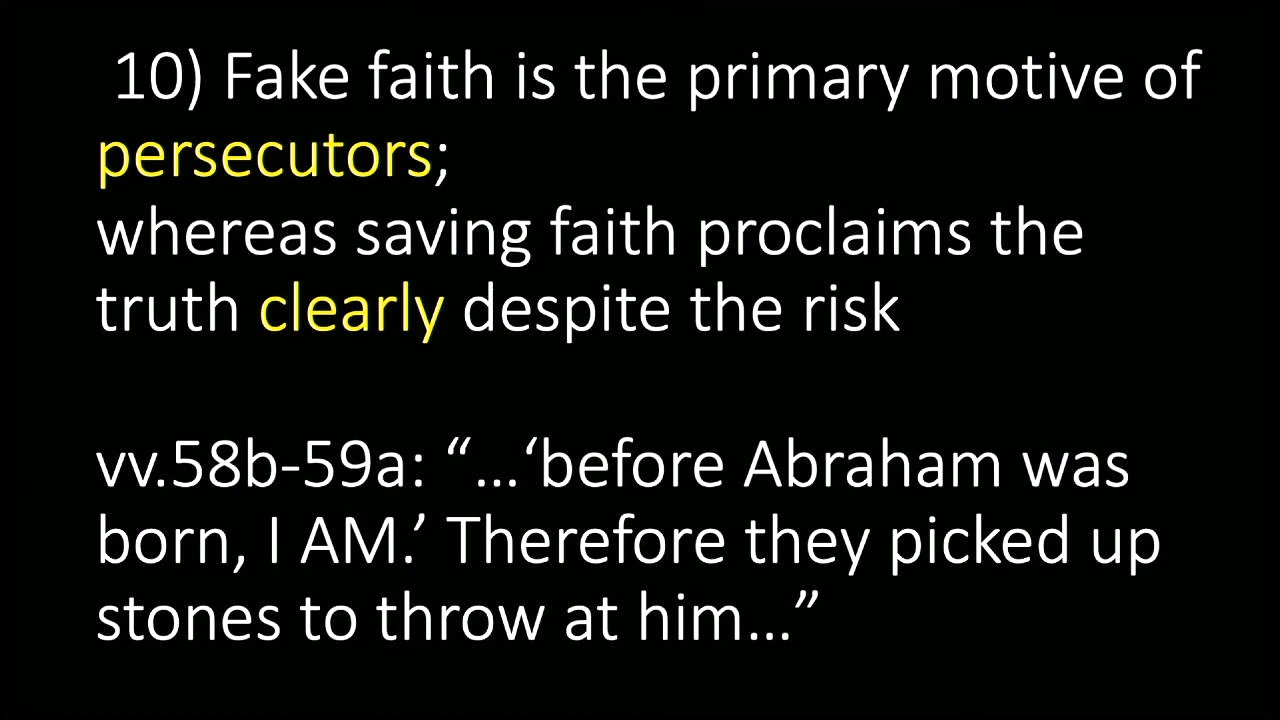 10) Fake faith is the primary motive of
persecutors;
whereas saving faith proclaims the
truth clearly despite the risk
vv.58b-59a: “…‘before Abraham was
born, I AM.’ Therefore they picked up
stones to throw at him…”